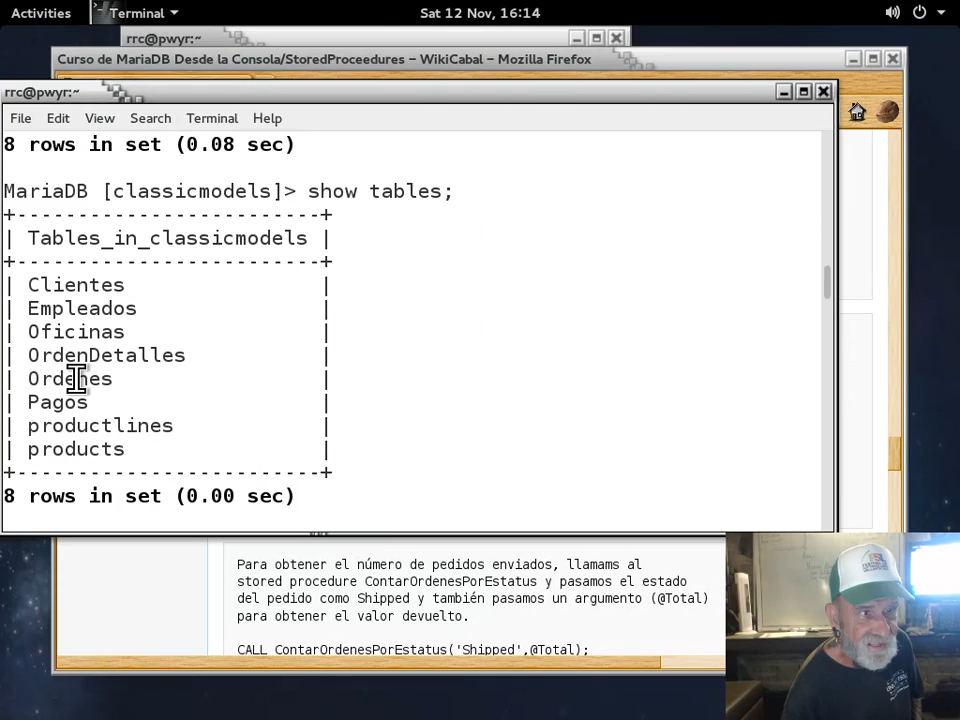 Activities
Terminal
Sat 12 Nov, 16:14
rrc@pwyr:~
Curso de MariaDB Desde la Consola/StoredProceedures - WikiCabal - Mozilla Firefox
rrc@pwyr:~
File Edit View Search Terminal Help
8 rows in set (0.08 sec)
MariaDB [classicmodels]> show tables;
+-------------------------+
| Tables_in_classicmodels |
+-------------------------+
| Clientes |
| Empleados |
| Oficinas |
| OrdenDetalles |
| Ordenes |
| Pagos |
| productlines |
| products |
+-------------------------+
8 rows in set (0.00 sec)
Para obtener el número de pedidos enviados, llamams al
stored procedure ContarOrdenesPorEstatus y pasamos el estado
del pedido como Shipped y también pasamos un argumento (@Total)
para obtener el valor devuelto.
CALL ContarOrdenesPorEstatus('Shipped',@Total);